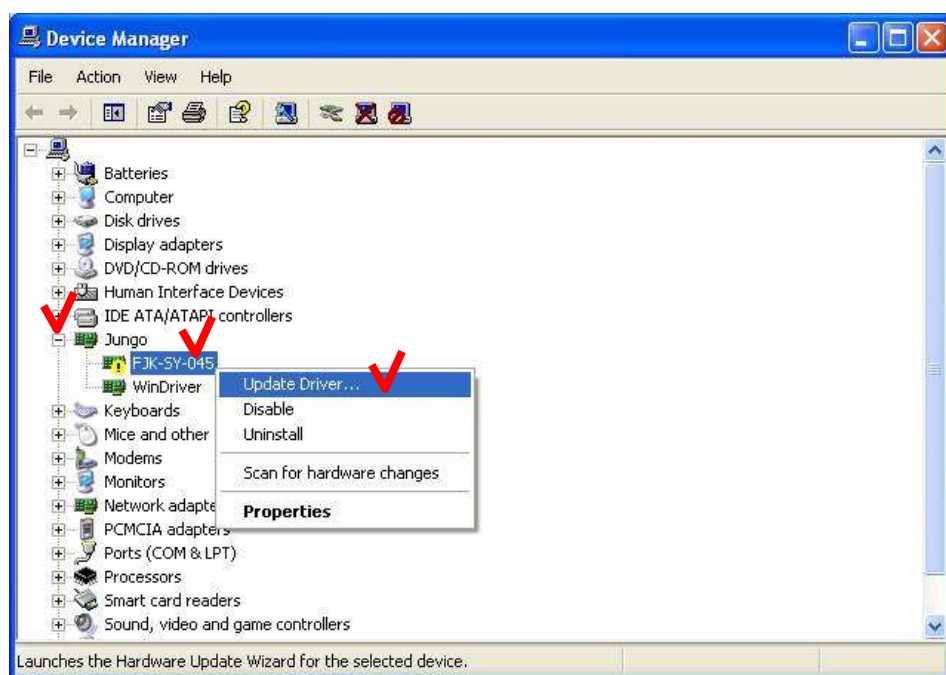 Device Manager
File Action View Help
Batteries
Computer
Disk drives
Display adapters
DVD/CD-ROM drives
Human Interface Devices
IDE ATA/ATAPI controllers
Jungo
FJK-SY-045
WinDriver
Update Driver...
Disable
Uninstall
Scan for hardware changes
Properties
Keyboards
Mice and other
Modems
Monitors
Network adapte
PCMCIA adapters
Ports (COM & LPT)
Processors
Smart card readers
Sound, video and game controllers
Launches the Hardware Update Wizard for the selected device.